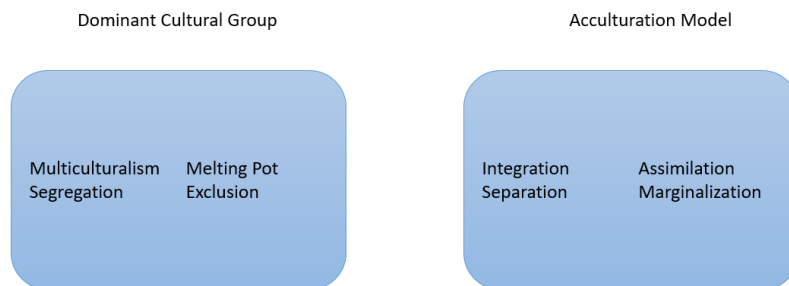 Dominant Cultural Group
Multiculturalism Melting Pot
Segregation Exclusion
Acculturation Model
Integration Assimilation
Separation Marginalization